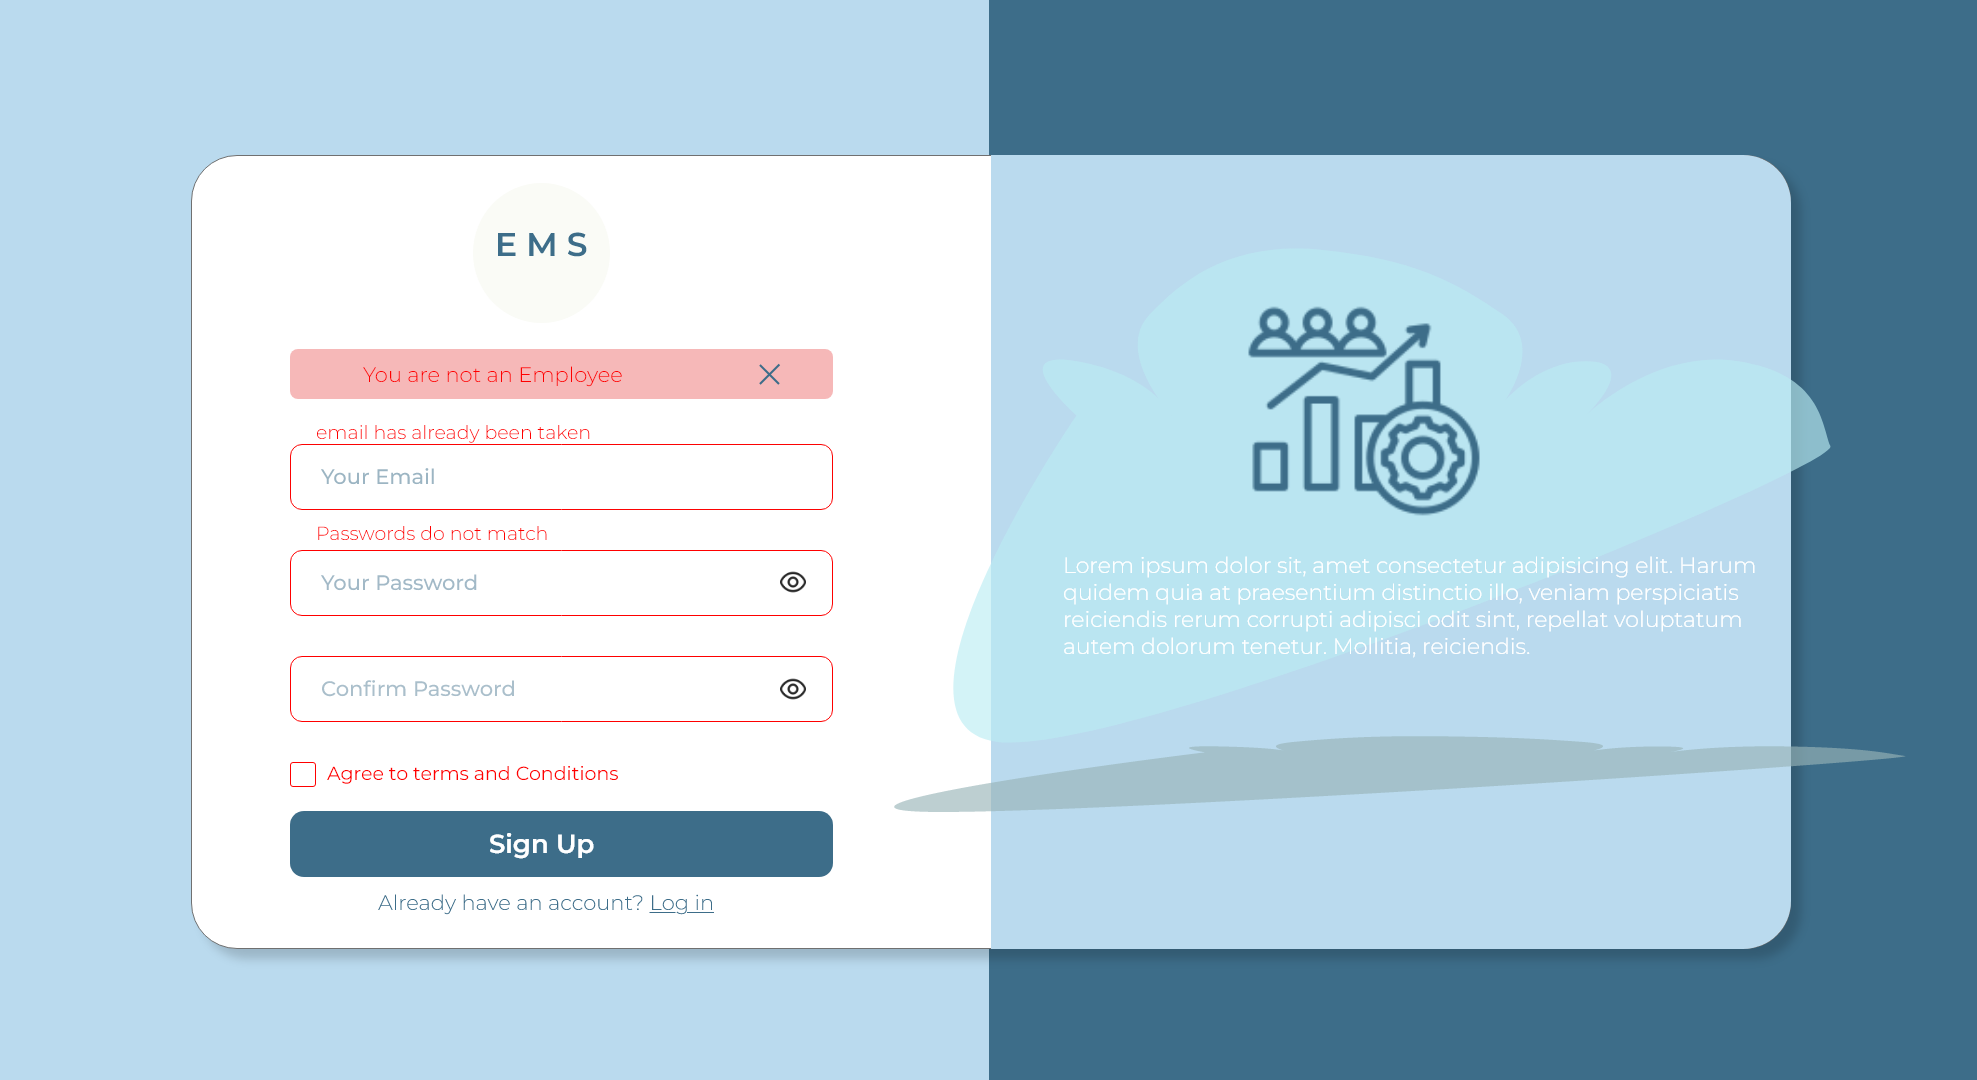 E M S
You are not an Employee
email has already been taken
Your Email
Passwords do not match
Your Password
Confirm Password
Agree to terms and Conditions
Sign Up
Already have an account? Log in
Lorem ipsum dolor sit, amet consectetur adipisicing elit. Harum
quidem quia at praesentium distinctio illo, veniam perspiciatis
reiciendis rerum corrupti adipisci odit sint, repellat voluptatum
autem dolorum tenetur. Mollitia, reiciendis.